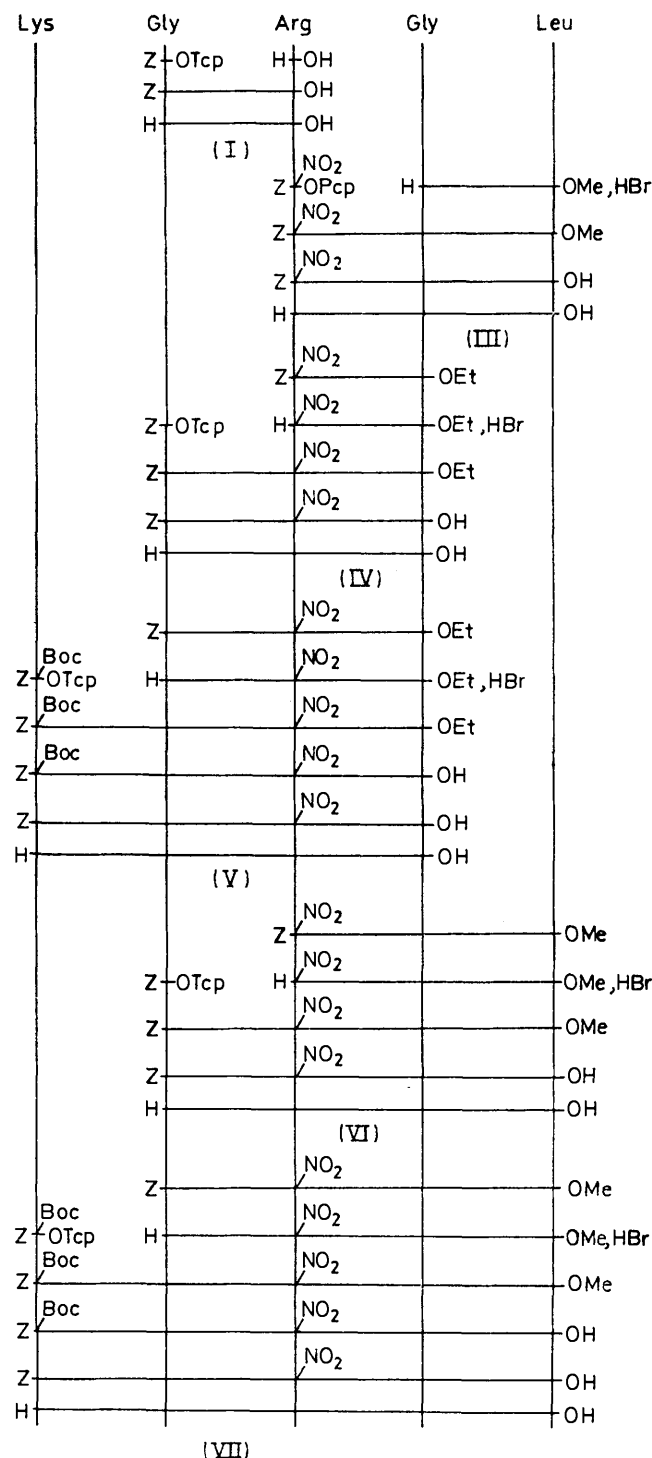 Lys Gly Arg Gly Leu
Z OTcp H OH
Z OH
H OH
(I)
NO2
Z OPcp H OMe,HBr
NO2
Z OMe
NO2
Z OH
H OH
(III)
NO2
Z OEt
NO2
Z OTcp H OEt,HBr
NO2
Z OEt
NO2
Z OH
H OH
(IV)
NO2
Z OEt
Boc NO2
Z OTcp H OEt,HBr
Boc NO2
Z OEt
Boc NO2
Z OH
NO2
Z OH
H OH
(V)
NO2
Z OMe
NO2
Z OTcp H OMe,HBr
NO2
Z OMe
NO2
Z OH
H OH
(VI)
NO2
Z OMe
Boc NO2
Z OTcp H OMe,HBr
Boc NO2
Z OMe
Boc NO2
Z OH
NO2
Z OH
H OH
(VII)